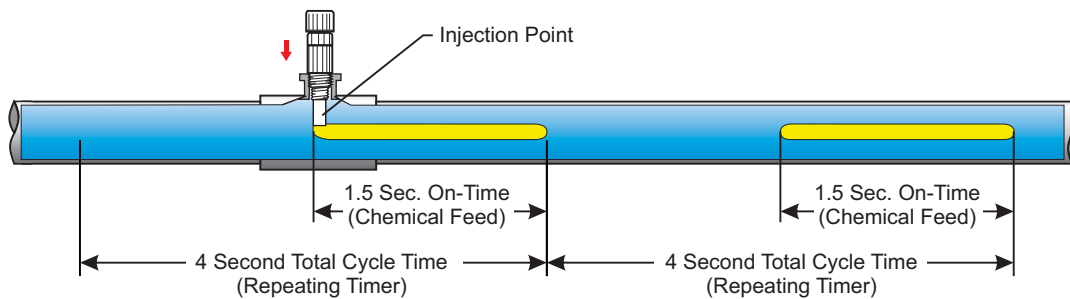 Injection Point
1.5 Sec. On-Time
(Chemical Feed)
1.5 Sec. On-Time
(Chemical Feed)
4 Second Total Cycle Time
(Repeating Timer)
4 Second Total Cycle Time
(Repeating Timer)